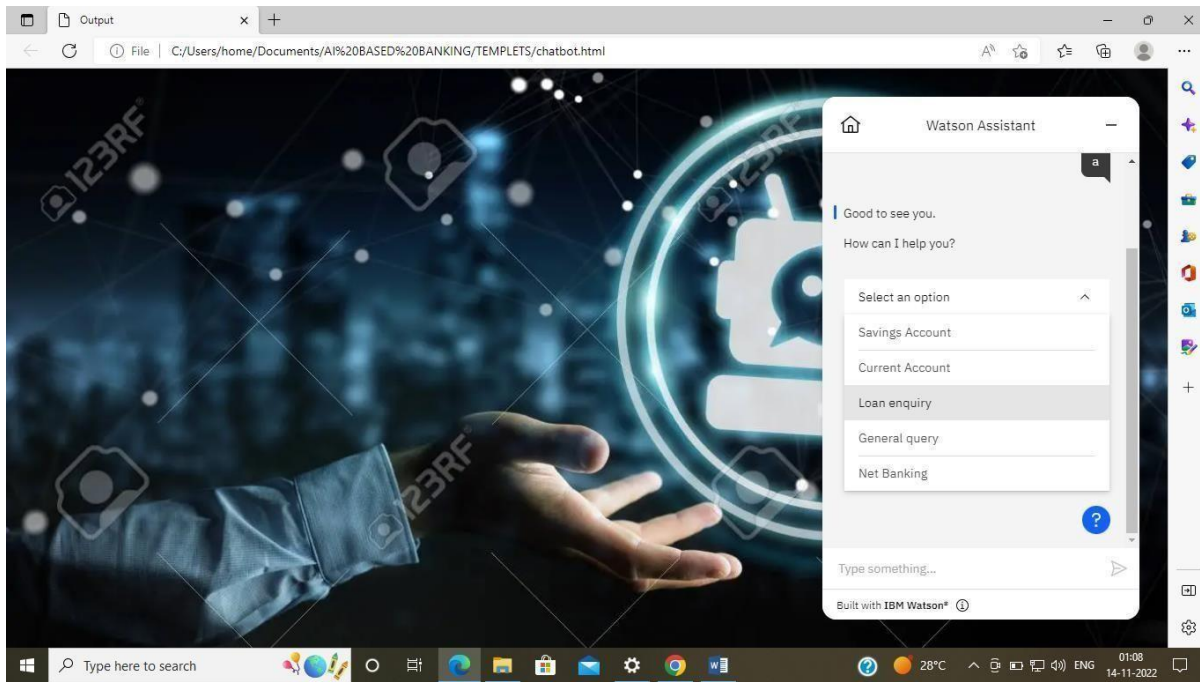 Output
File
C:/Users/home/Documents/AI%20BASED%20BANKING/TEMPLETS/chatbot.html
123RF®
123RF
123RF®
123RF
Watson Assistant
a
Good to see you.
How can I help you?
Select an option
Savings Account
Current Account
Loan enquiry
General query
Net Banking
?
Type something...
Built with IBM Watson®
Type here to search
28°C
ENG
01:08
14-11-2022